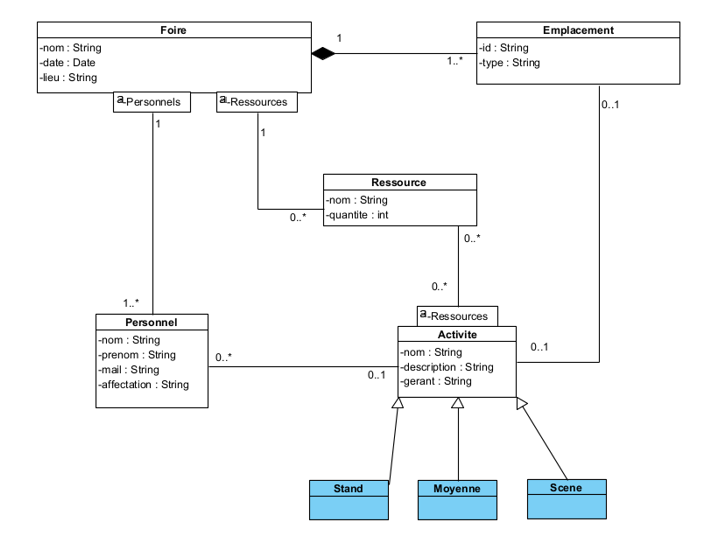 Foire
-nom : String
-date : Date
-lieu : String
a-Personnels
a-Ressources
1
1..*
Emplacement
-id : String
-type : String
0..1
1
1
Ressource
-nom : String
-quantite : int
0..*
0..*
0..*
1..*
a-Ressources
Personnel
-nom : String
-prenom : String
-mail : String
-affectation : String
0..*
0..1
Activite
-nom : String
-description : String
-gerant : String
0..1
Stand
Moyenne
Scene